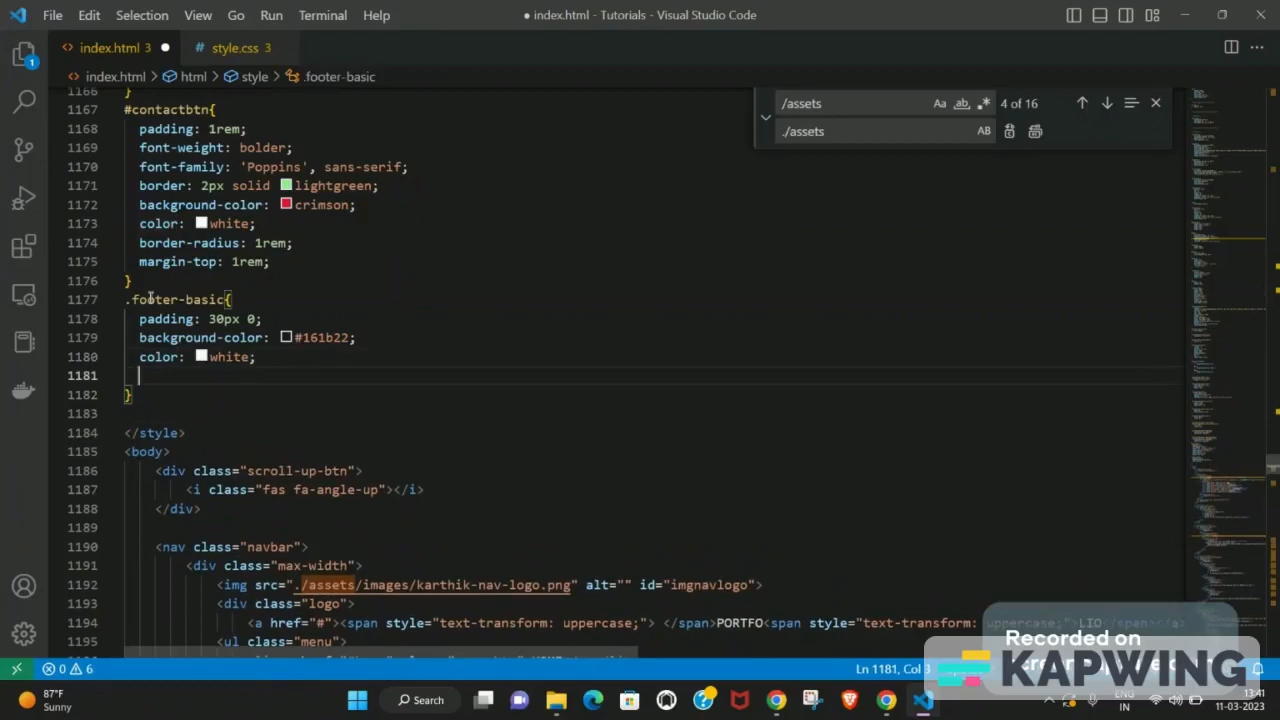 File Edit Selection View Go Run Terminal Help
● index.html - Tutorials - Visual Studio Code
index.html 3 ●
# style.css 3
index.html > html > style > .footer-basic
/assets Aa ab 4 of 16
./assets AB
1
1166 }
1167 #contactbtn{
1168 padding: 1rem;
1169 font-weight: bolder;
1170 font-family: 'Poppins', sans-serif;
1171 border: 2px solid lightgreen;
1172 background-color: crimson;
1173 color: white;
1174 border-radius: 1rem;
1175 margin-top: 1rem;
1176 }
1177 .footer-basic{
1178 padding: 30px 0;
1179 background-color: #161b22;
1180 color: white;
1181
1182 }
1183
1184 </style>
1185 <body>
1186 <div class="scroll-up-btn">
1187 <i class="fas fa-angle-up"></i>
1188 </div>
1189
1190 <nav class="navbar">
1191 <div class="max-width">
1192 <img src="./assets/images/karthik-nav-logo.png" alt="" id="imgnavlogo">
1193 <div class="logo">
1194 <a href="#"><span style="text-transform: uppercase;"> </span>PORTFO<span style="text-transform: uppercase;">LIO</span></a>
1195 <ul class="menu">
0 6
Ln 1181, Col 3
Recorded on
KAPWING
87°F
Sunny
Search
ENG
IN
13:41
11-03-2023